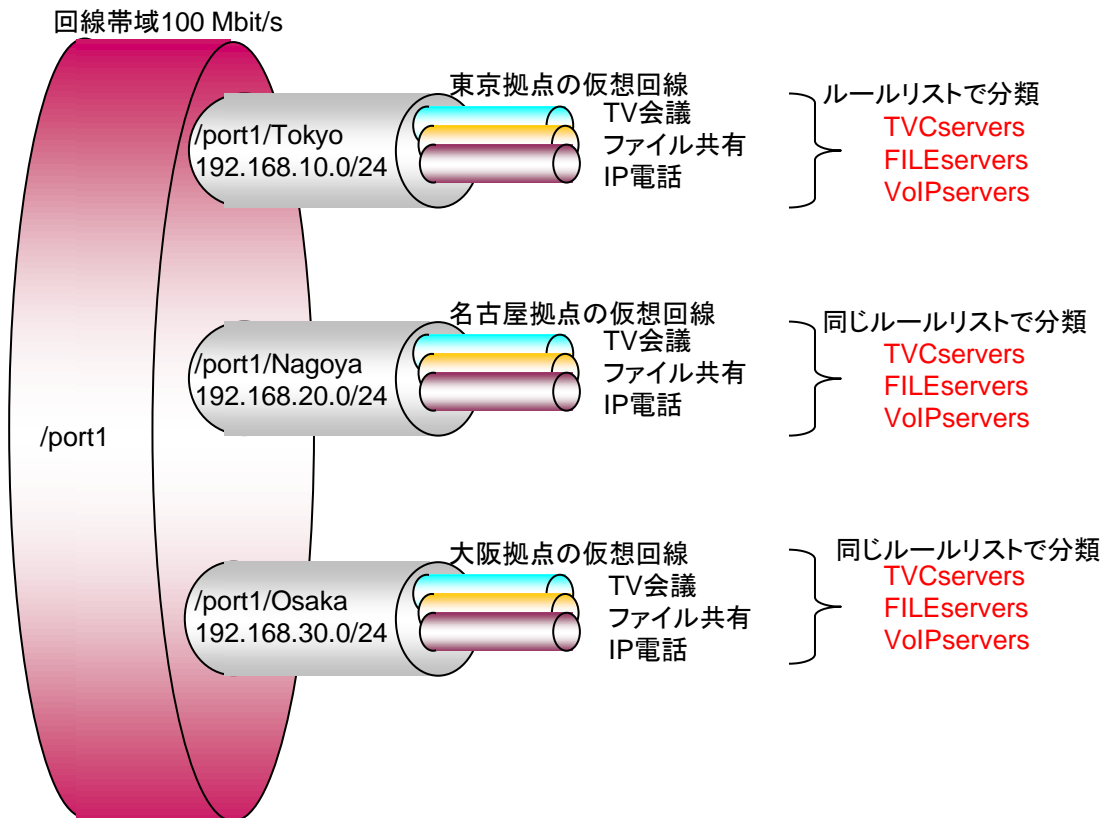 回線帯域100 Mbit/s
/port1
東京拠点の仮想回線
/port1/Tokyo
192.168.10.0/24
TV会議
ファイル共有
IP電話
ルールリストで分類
TVCservers
FILEservers
VoIPservers
名古屋拠点の仮想回線
/port1/Nagoya
192.168.20.0/24
TV会議
ファイル共有
IP電話
同じルールリストで分類
TVCservers
FILEservers
VoIPservers
大阪拠点の仮想回線
/port1/Osaka
192.168.30.0/24
TV会議
ファイル共有
IP電話
同じルールリストで分類
TVCservers
FILEservers
VoIPservers